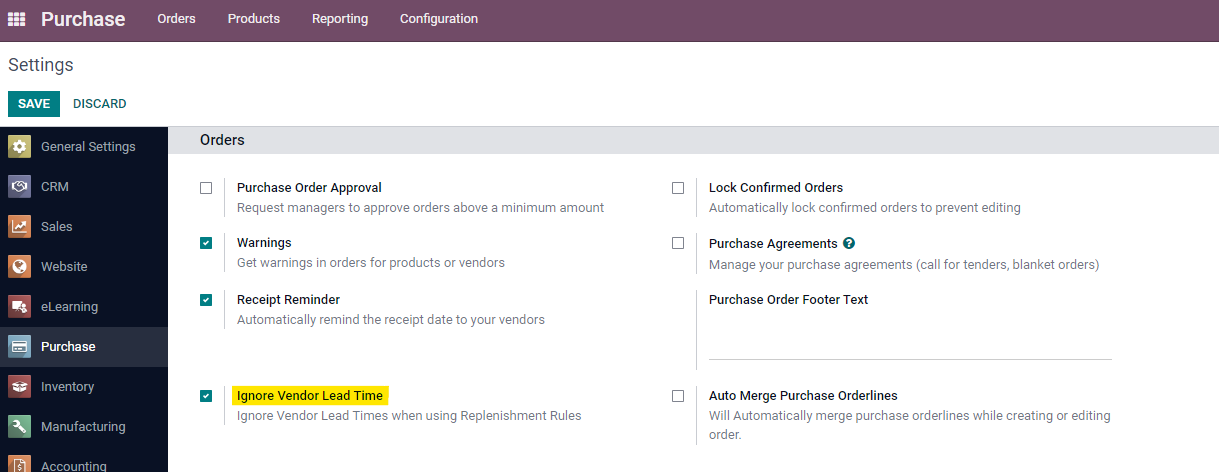 Purchase Orders Products Reporting Configuration
Settings
SAVE DISCARD
General Settings
CRM
Sales
Website
eLearning
Purchase
Inventory
Manufacturing
Accounting
Orders
Purchase Order Approval
Request managers to approve orders above a minimum amount
Lock Confirmed Orders
Automatically lock confirmed orders to prevent editing
Warnings
Get warnings in orders for products or vendors
Purchase Agreements ?
Manage your purchase agreements (call for tenders, blanket orders)
Receipt Reminder
Automatically remind the receipt date to your vendors
Purchase Order Footer Text
Ignore Vendor Lead Time
Ignore Vendor Lead Times when using Replenishment Rules
Auto Merge Purchase Orderlines
Will Automatically merge purchase orderlines while creating or editing
order.